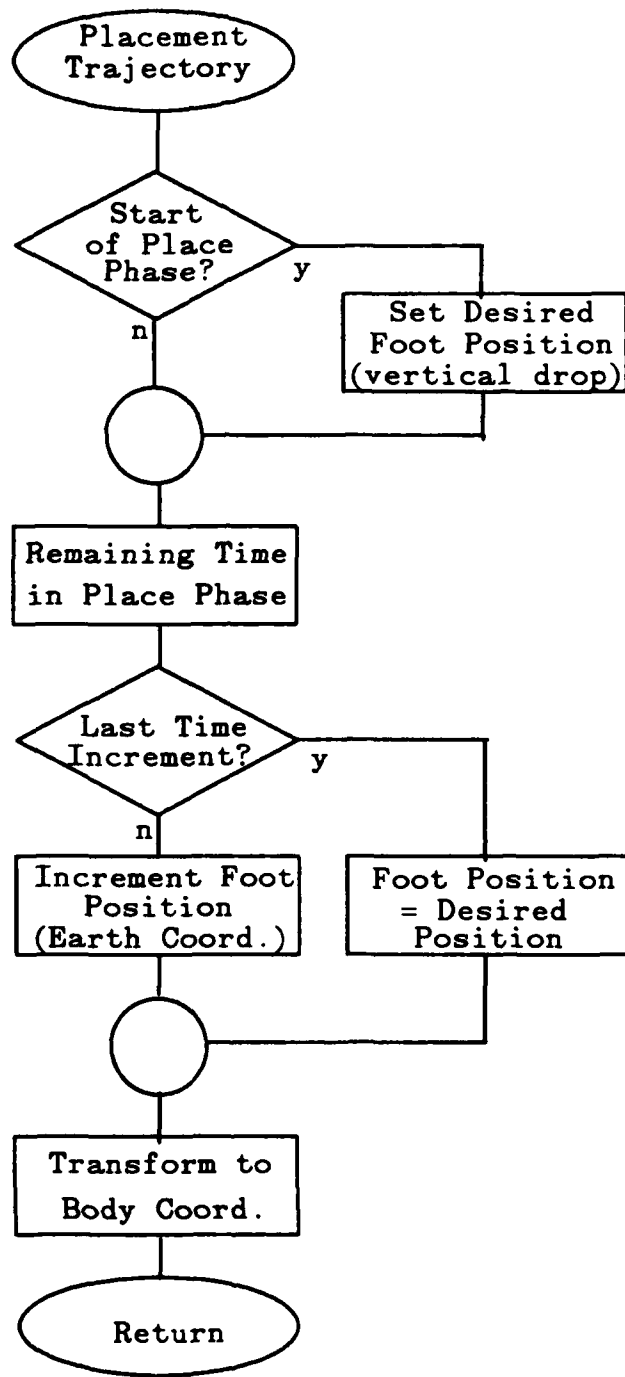 Placement
Trajectory
Start
of Place
Phase?
y
n
Set Desired
Foot Position
(vertical drop)
Remaining Time
in Place Phase
Last Time
Increment?
y
n
Increment Foot
Position
(Earth Coord.)
Foot Position
= Desired
Position
Transform to
Body Coord.
Return